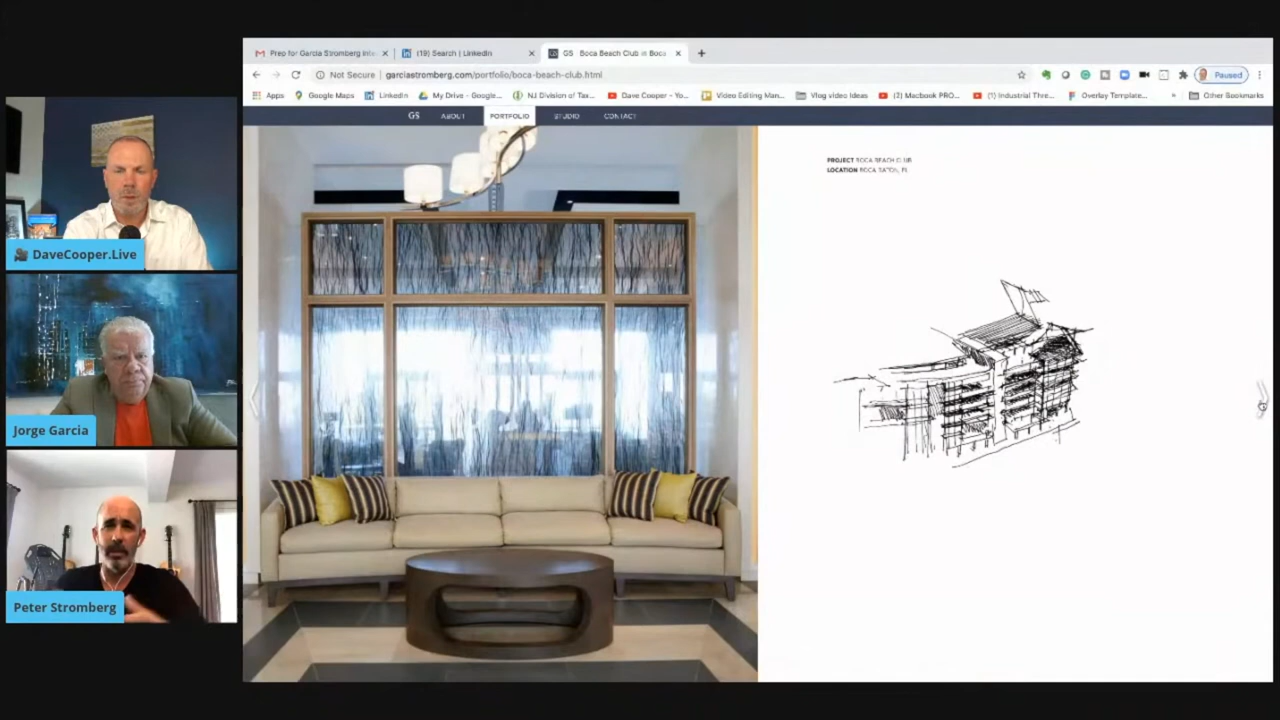 Prep for Garcia Stromberg Inte
(19) Search | LinkedIn
GS Boca Beach Club in Boca
Not Secure | garciastromberg.com/portfolio/boca-beach-club.html
Paused
Apps
Google Maps
LinkedIn
My Drive - Google...
NJ Division of Tax...
Dave Cooper - Yo...
Video Editing Man...
Vlog video Ideas
(2) Macbook PRO...
(1) Industrial Thre...
Overlay Template...
»
Other Bookmarks
GS
ABOUT
PORTFOLIO
STUDIO
CONTACT
PROJECT BOCA BEACH CLUB
LOCATION BOCA RATON, FL
DaveCooper.Live
Jorge Garcia
Peter Stromberg